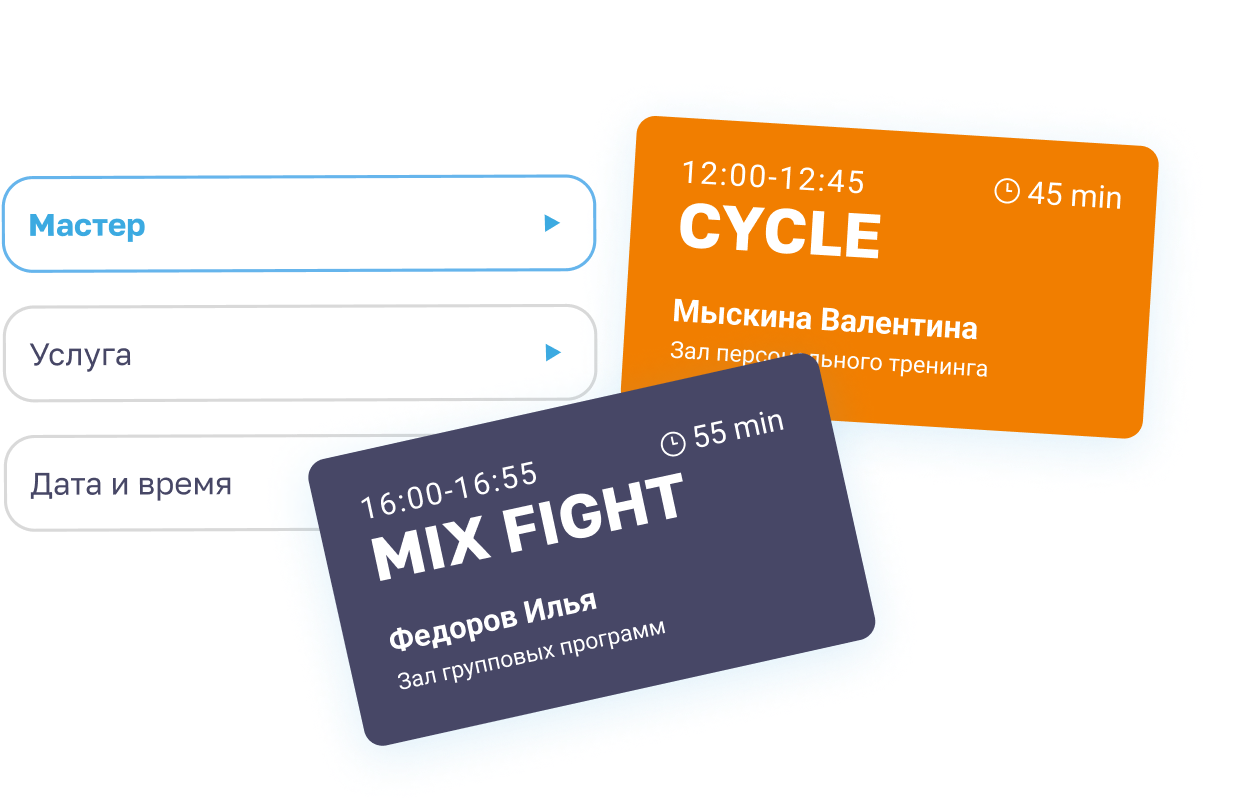 Мастер
Услуга
Дата и время
12:00-12:45
45 min
CYCLE
Мыскина Валентина
Зал персонального тренинга
16:00-16:55
55 min
MIX FIGHT
Федоров Илья
Зал групповых программ